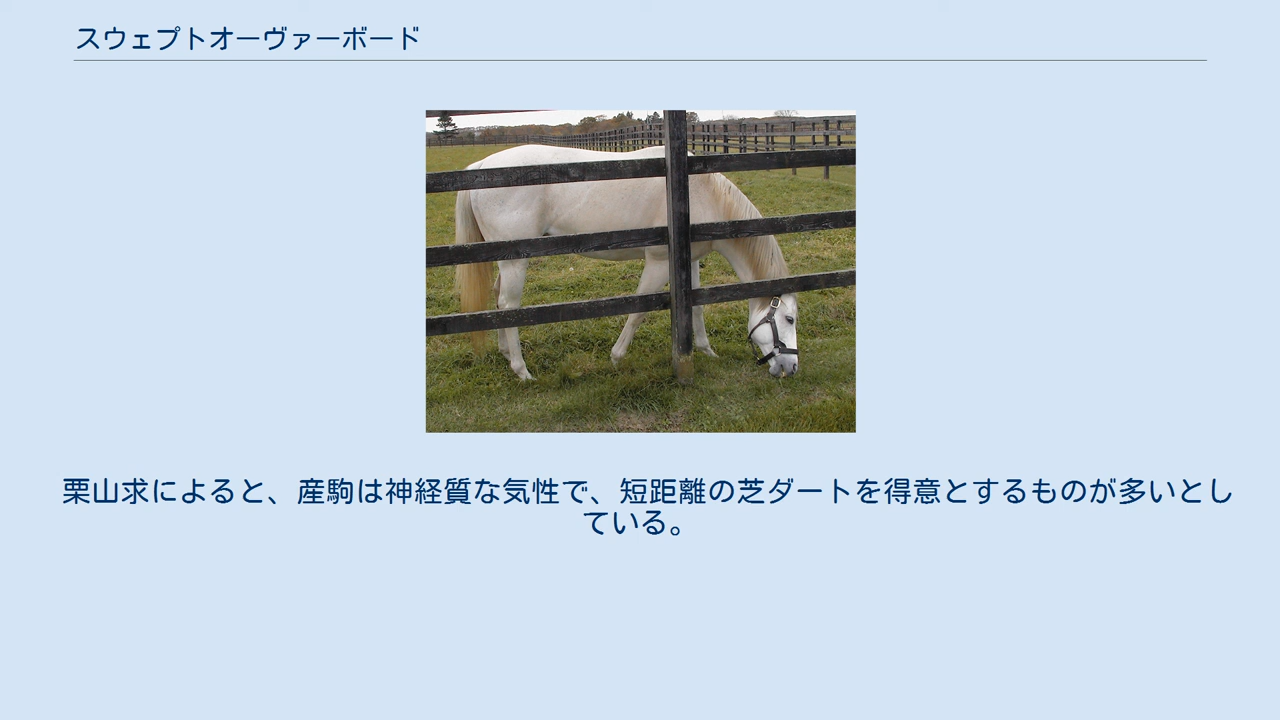 スウェプトオーヴァーボード
栗山求によると、産駒は神経質な気性で、短距離の芝ダートを得意とするものが多いとし
ている。